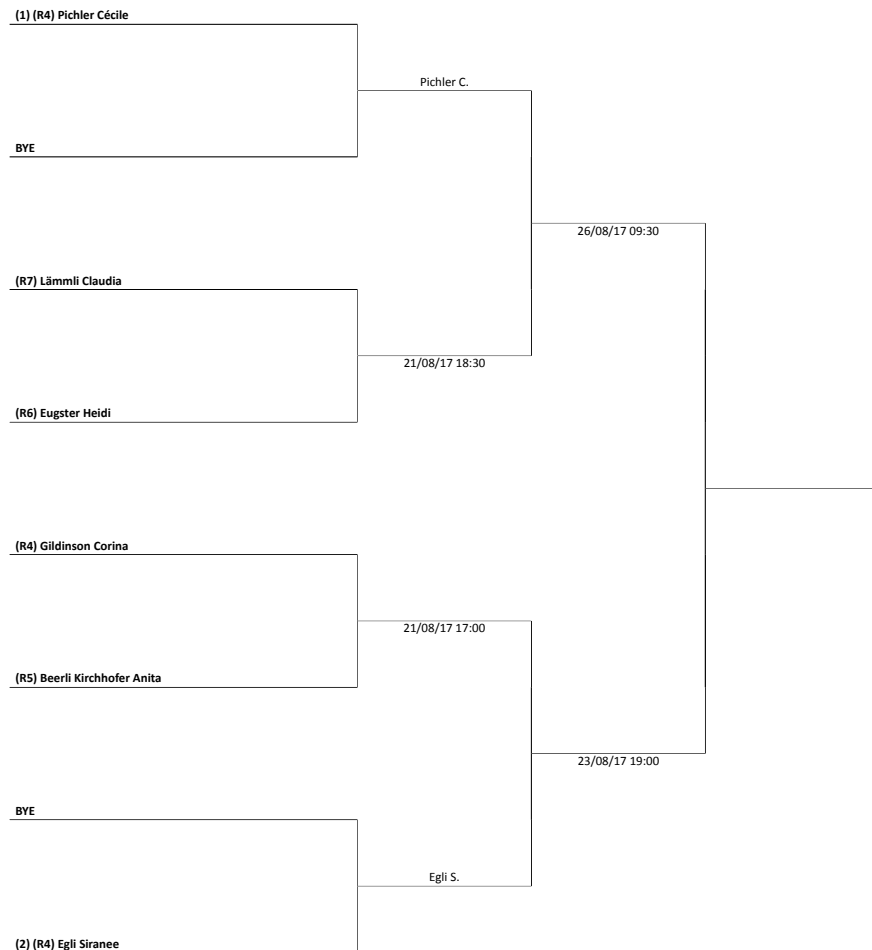 (1) (R4) Pichler Cécile
Pichler C.
BYE
26/08/17 09:30
(R7) Lämmli Claudia
21/08/17 18:30
(R6) Eugster Heidi
(R4) Gildinson Corina
21/08/17 17:00
(R5) Beerli Kirchhofer Anita
23/08/17 19:00
BYE
Egli S.
(2) (R4) Egli Siranee